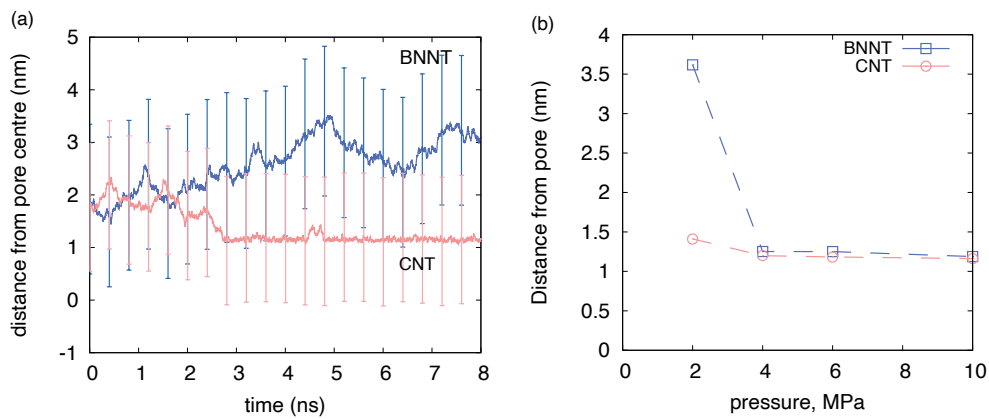 (a)
distance from pore centre (nm)
5
4
3
2
1
0
-1
BNNT
CNT
0 1 2 3 4 5 6 7 8
time (ns)
(b)
Distance from pore (nm)
4
3.5
3
2.5
2
1.5
1
0.5
0
BNNT
CNT
0 2 4 6 8 10
pressure, MPa